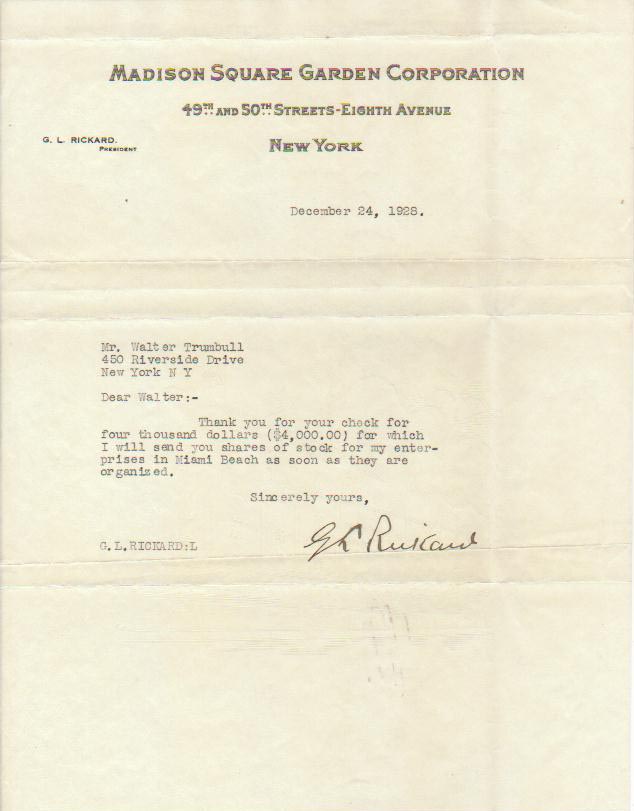 MADISON SQUARE GARDEN CORPORATION
49TH AND 50TH STREETS-EIGHTH AVENUE
G. L. RICKARD.
PRESIDENT
NEW YORK
December 24, 1928.
Mr. Walter Trumbull
450 Riverside Drive
New York N Y
Dear Walter:-
Thank you for your check for
four thousand dollars ($4,000.00) for which
I will send you shares of stock for my enter-
prises in Miami Beach as soon as they are
organized.
Sincerely yours,
G L Rickard
G.L.RICKARD:L